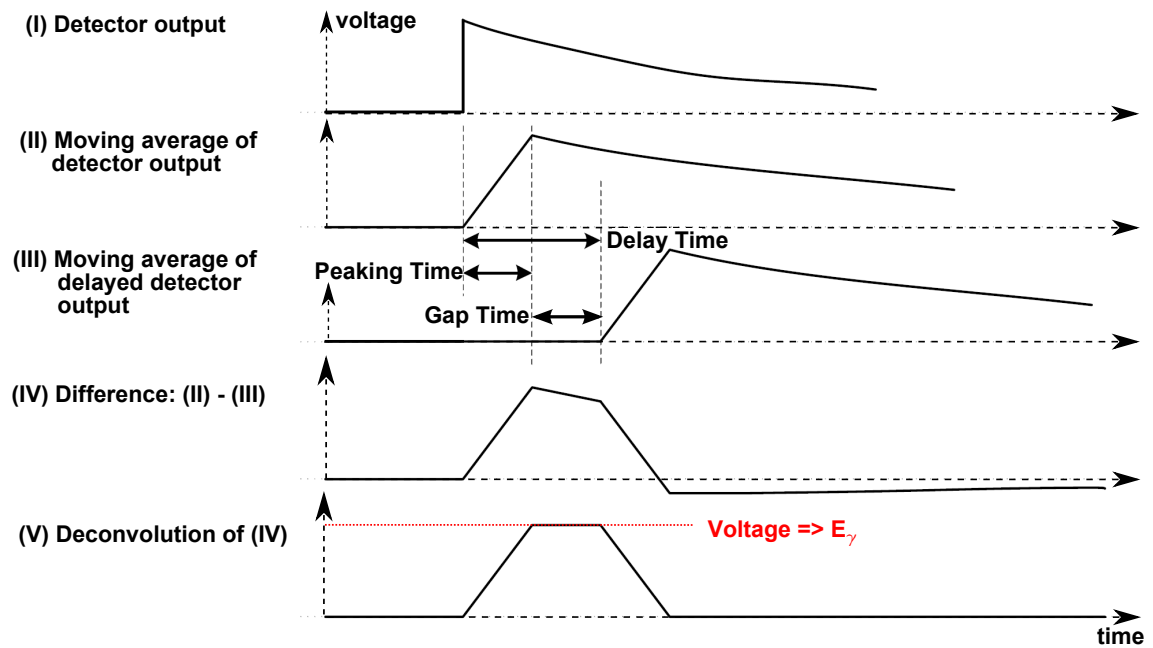 (I) Detector output
voltage
(II) Moving average of
detector output
Delay Time
(III) Moving average of
delayed detector
output
Peaking Time
Gap Time
(IV) Difference: (II) - (III)
(V) Deconvolution of (IV)
Voltage => Eγ
time